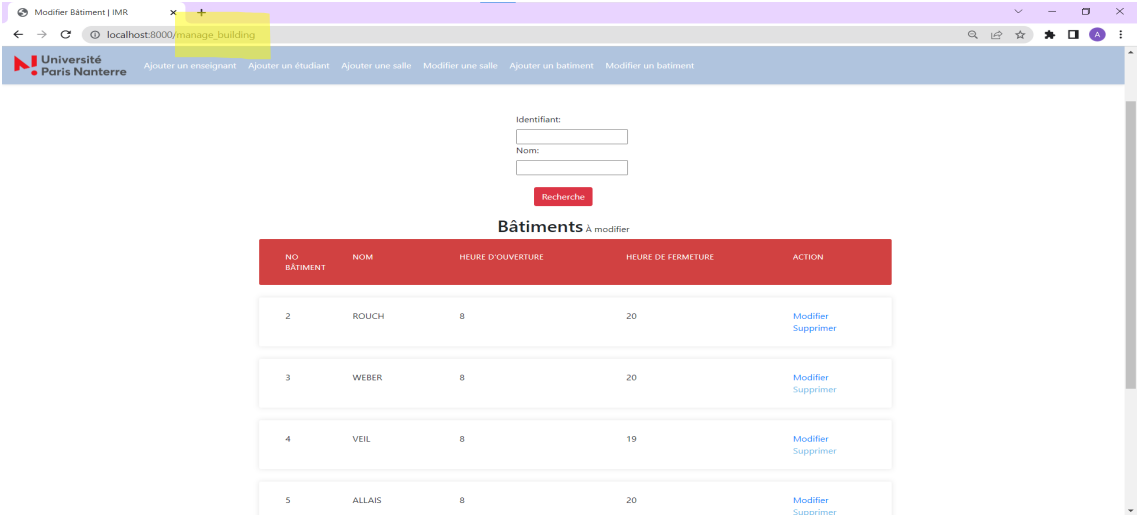 Modifier Bâtiment | IMR
localhost:8000/manage_building
A
Université
Paris Nanterre
Ajouter un enseignant Ajouter un étudiant Ajouter une salle Modifier une salle Ajouter un batiment Modifier un batiment
Identifiant:
Nom:
Recherche
Bâtiments À modifier
NO BÂTIMENT NOM HEURE D'OUVERTURE HEURE DE FERMETURE ACTION
2 ROUCH 8 20 Modifier
Supprimer
3 WEBER 8 20 Modifier
Supprimer
4 VEIL 8 19 Modifier
Supprimer
5 ALLAIS 8 20 Modifier
Supprimer